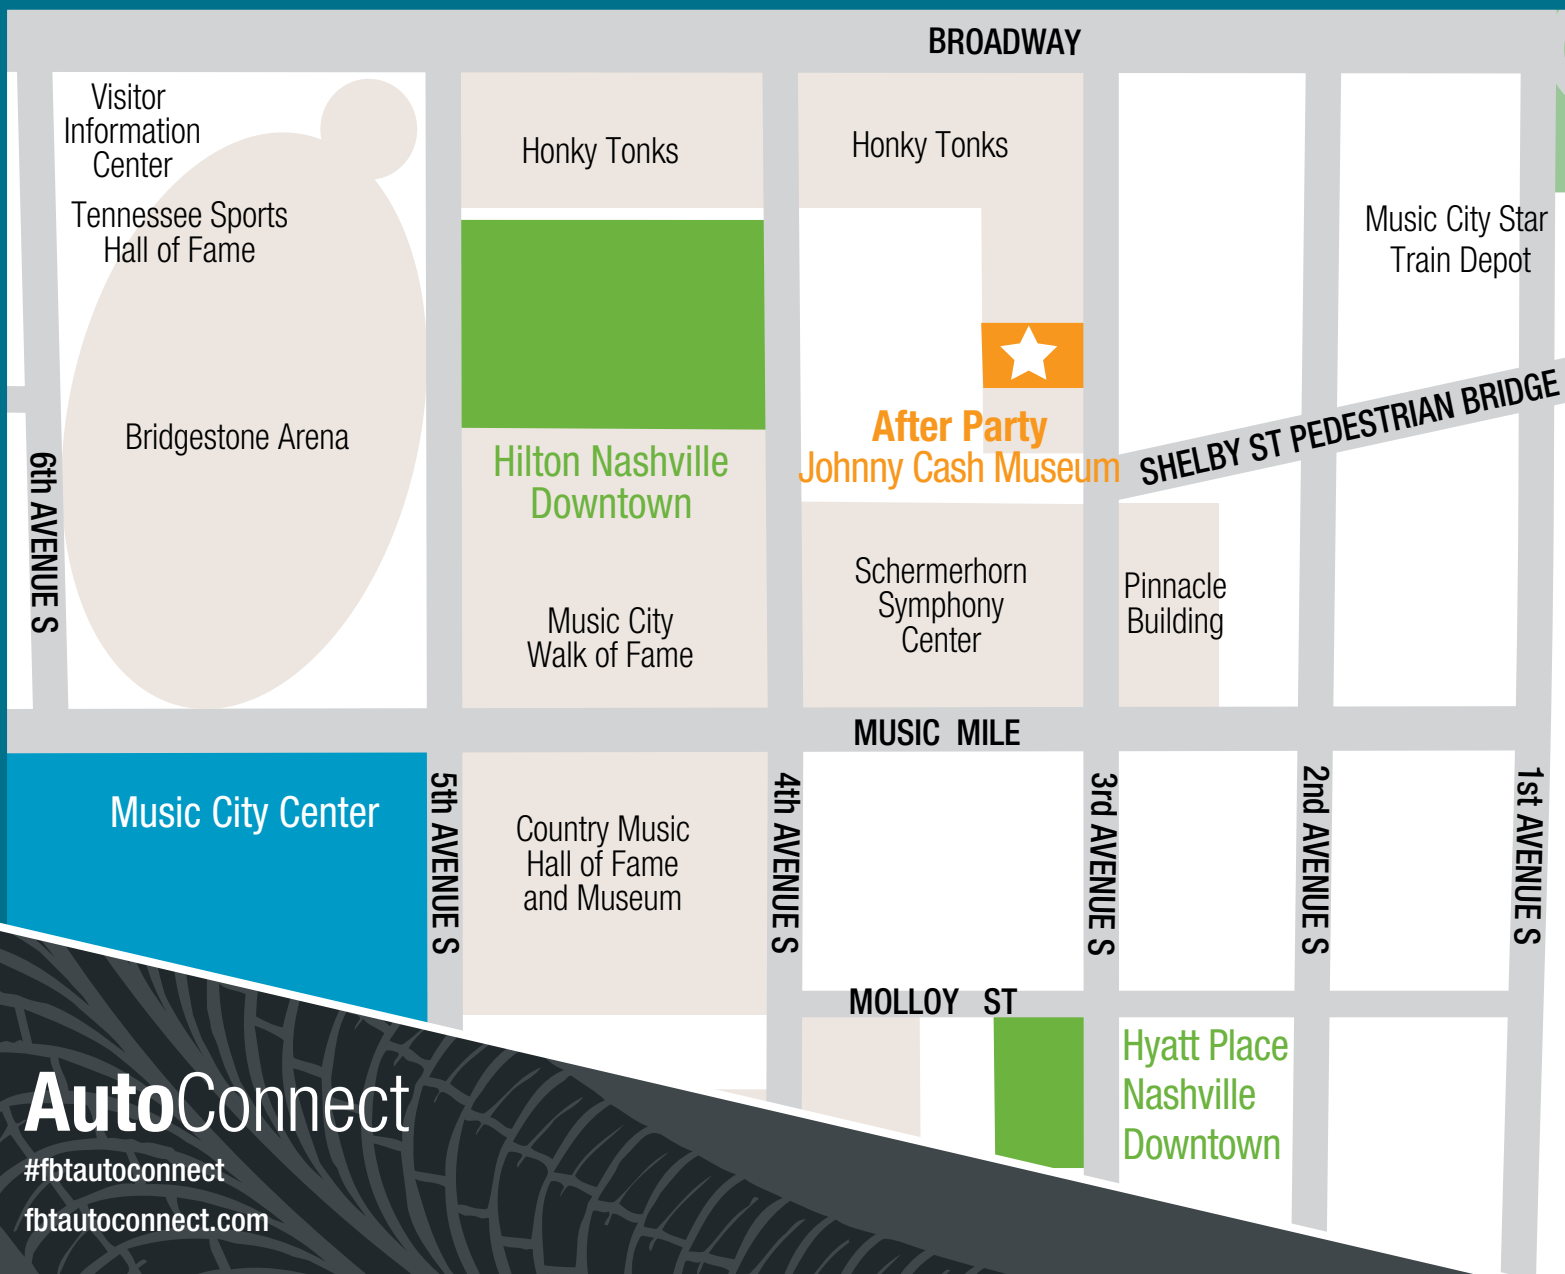 BROADWAY
Visitor
Information
Center
Tennessee Sports
Hall of Fame
Honky Tonks
Honky Tonks
Music City Star
Train Depot
Bridgestone Arena
6th AVENUE S
Hilton Nashville
Downtown
After Party
Johnny Cash Museum
SHELBY ST PEDESTRIAN BRIDGE
Music City
Walk of Fame
Schermerhorn
Symphony
Center
Pinnacle
Building
MUSIC MILE
Music City Center
5th AVENUE S
Country Music
Hall of Fame
and Museum
4th AVENUE S
3rd AVENUE S
2nd AVENUE S
1st AVENUE S
MOLLOY ST
Hyatt Place
Nashville
Downtown
AutoConnect
#fbtautoconnect
fbtautoconnect.com